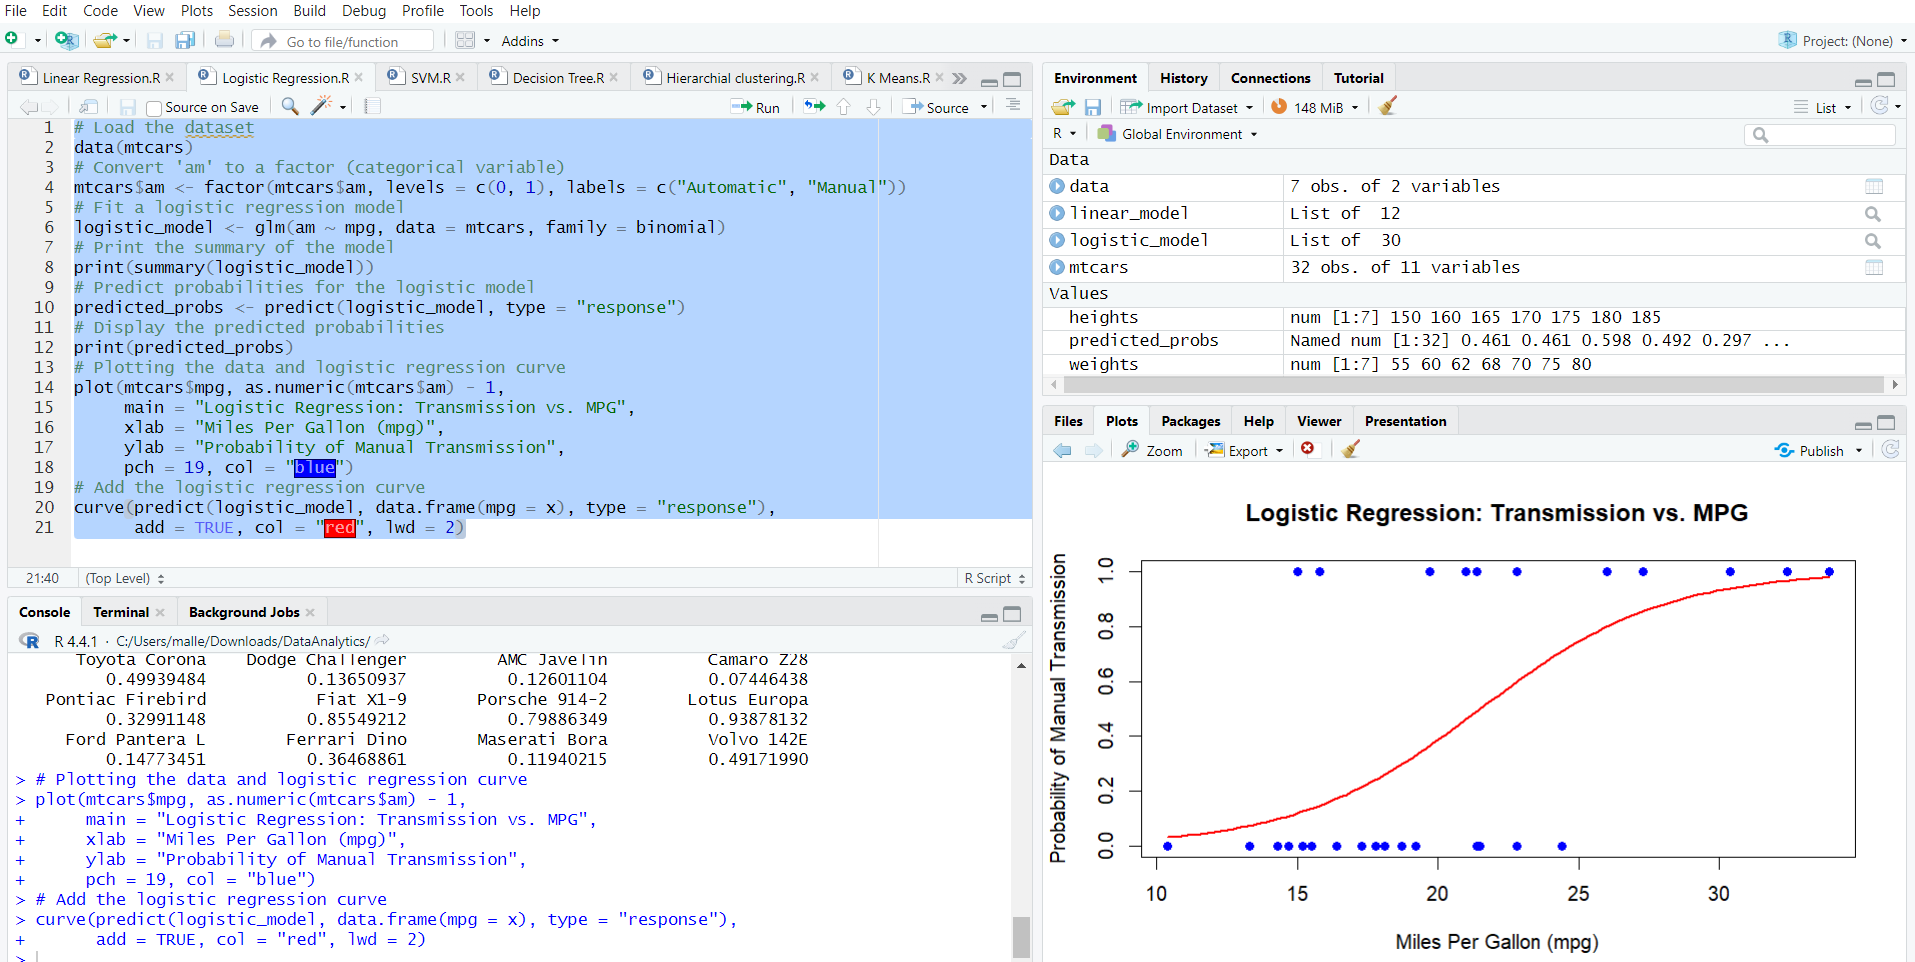 File Edit Code View Plots Session Build Debug Profile Tools Help
Go to file/function Addins Project: (None)
Linear Regression.R Logistic Regression.R SVM.R Decision Tree.R Hierarchial clustering.R K Means.R
Source on Save Run Source
1 # Load the dataset
2 data(mtcars)
3 # Convert 'am' to a factor (categorical variable)
4 mtcars$am <- factor(mtcars$am, levels = c(0, 1), labels = c("Automatic", "Manual"))
5 # Fit a logistic regression model
6 logistic_model <- glm(am ~ mpg, data = mtcars, family = binomial)
7 # Print the summary of the model
8 print(summary(logistic_model))
9 # Predict probabilities for the logistic model
10 predicted_probs <- predict(logistic_model, type = "response")
11 # Display the predicted probabilities
12 print(predicted_probs)
13 # Plotting the data and logistic regression curve
14 plot(mtcars$mpg, as.numeric(mtcars$am) - 1,
15 main = "Logistic Regression: Transmission vs. MPG",
16 xlab = "Miles Per Gallon (mpg)",
17 ylab = "Probability of Manual Transmission",
18 pch = 19, col = "blue")
19 # Add the logistic regression curve
20 curve(predict(logistic_model, data.frame(mpg = x), type = "response"),
21 add = TRUE, col = "red", lwd = 2)
21:40 (Top Level) R Script
Console Terminal Background Jobs
R 4.4.1 · C:/Users/malle/Downloads/DataAnalytics/
Toyota Corona Dodge Challenger AMC Javelin Camaro Z28
0.49939484 0.13650937 0.12601104 0.07446438
Pontiac Firebird Fiat X1-9 Porsche 914-2 Lotus Europa
0.32991148 0.85549212 0.79886349 0.93878132
Ford Pantera L Ferrari Dino Maserati Bora Volvo 142E
0.14773451 0.36468861 0.11940215 0.49171990
> # Plotting the data and logistic regression curve
> plot(mtcars$mpg, as.numeric(mtcars$am) - 1,
+ main = "Logistic Regression: Transmission vs. MPG",
+ xlab = "Miles Per Gallon (mpg)",
+ ylab = "Probability of Manual Transmission",
+ pch = 19, col = "blue")
> # Add the logistic regression curve
> curve(predict(logistic_model, data.frame(mpg = x), type = "response"),
+ add = TRUE, col = "red", lwd = 2)
>
Environment History Connections Tutorial
Import Dataset 148 MiB List
R Global Environment
Data
data 7 obs. of 2 variables
linear_model List of 12
logistic_model List of 30
mtcars 32 obs. of 11 variables
Values
heights num [1:7] 150 160 165 170 175 180 185
predicted_probs Named num [1:32] 0.461 0.461 0.598 0.492 0.297 ...
weights num [1:7] 55 60 62 68 70 75 80
Files Plots Packages Help Viewer Presentation
Zoom Export Publish
Logistic Regression: Transmission vs. MPG
Probability of Manual Transmission
1.0
0.8
0.6
0.4
0.2
0.0
10 15 20 25 30
Miles Per Gallon (mpg)